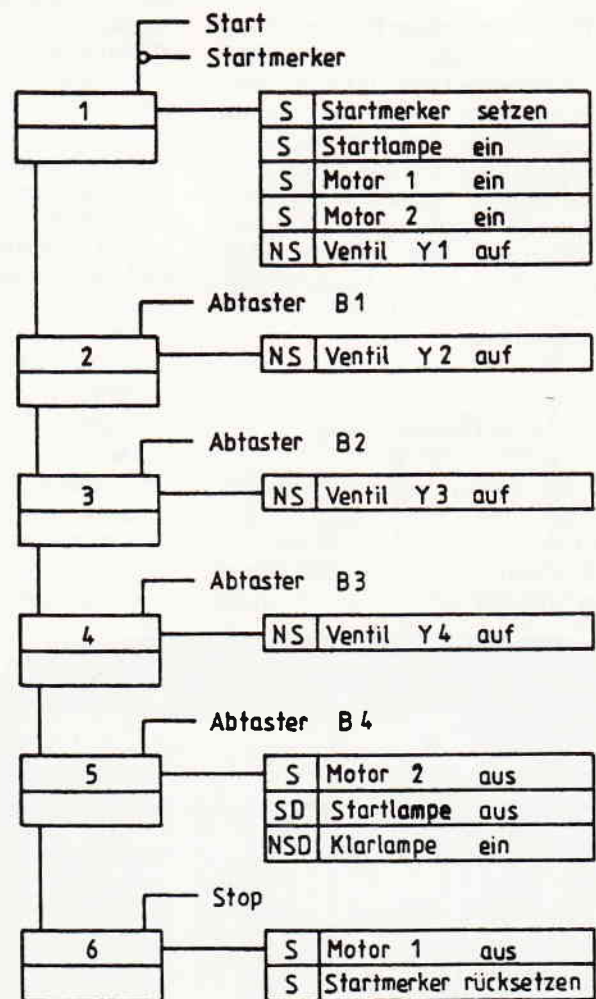 Start
Startmerker
1
S Startmerker setzen
S Startlampe ein
S Motor 1 ein
S Motor 2 ein
NS Ventil Y1 auf
Abtaster B1
2
NS Ventil Y2 auf
Abtaster B2
3
NS Ventil Y3 auf
Abtaster B3
4
NS Ventil Y4 auf
Abtaster B4
5
S Motor 2 aus
SD Startlampe aus
NSD Klarlampe ein
Stop
6
S Motor 1 aus
S Startmerker rücksetzen